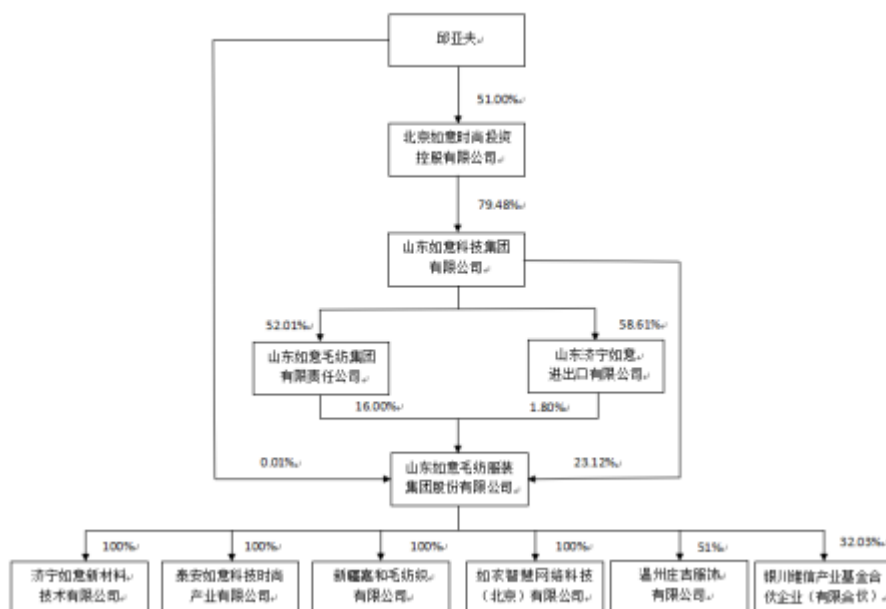 邱亚夫
51.00%
北京如意时尚投资
控股有限公司
79.48%
山东如意科技集团
有限公司
52.01%
58.61%
山东如意毛纺集团
有限责任公司
山东济宁如意
进出口有限公司
16.00%
1.80%
0.01%
山东如意毛纺服装
集团股份有限公司
23.12%
100%
100%
100%
100%
51%
32.03%
济宁如意新材料
技术有限公司
泰安如意科技时尚
产业有限公司
新疆嘉和毛纺织
有限公司
如衣智慧网络科技
（北京）有限公司
温州庄吉服饰
有限公司
银川维信产业基金合
伙企业（有限合伙）